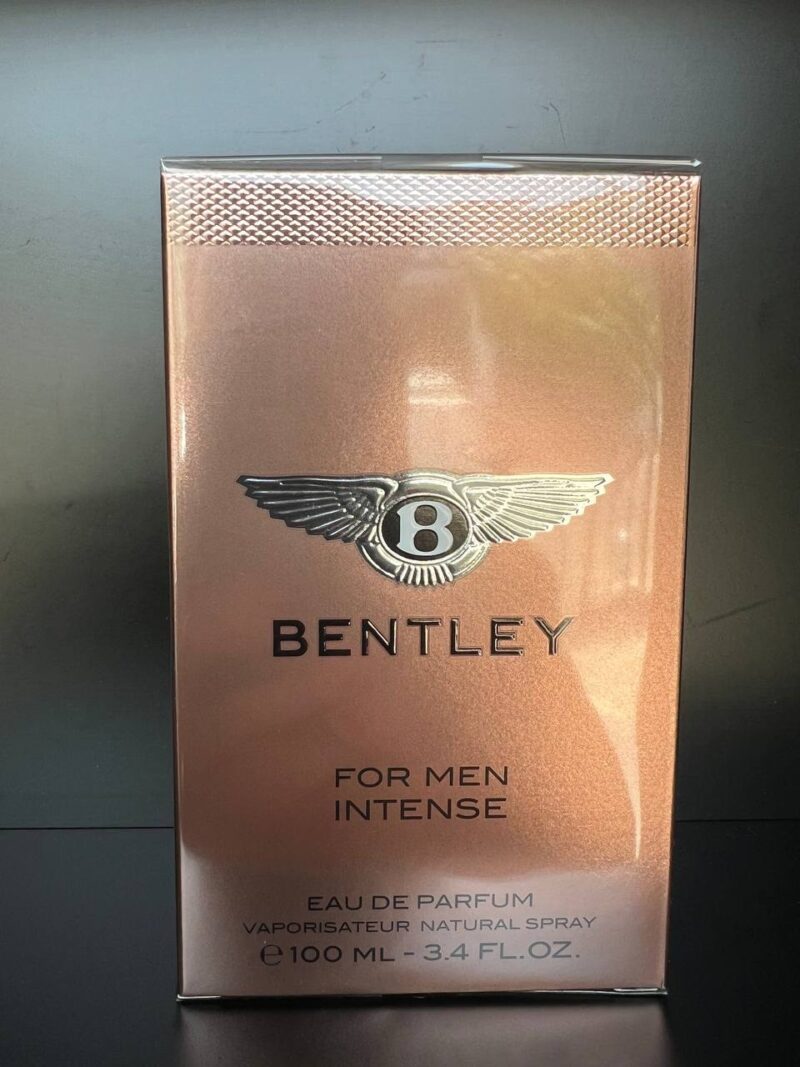 B
BENTLEY
FOR MEN
INTENSE
EAU DE PARFUM
VAPORISATEUR NATURAL SPRAY
℮ 100 ML - 3.4 FL.OZ.